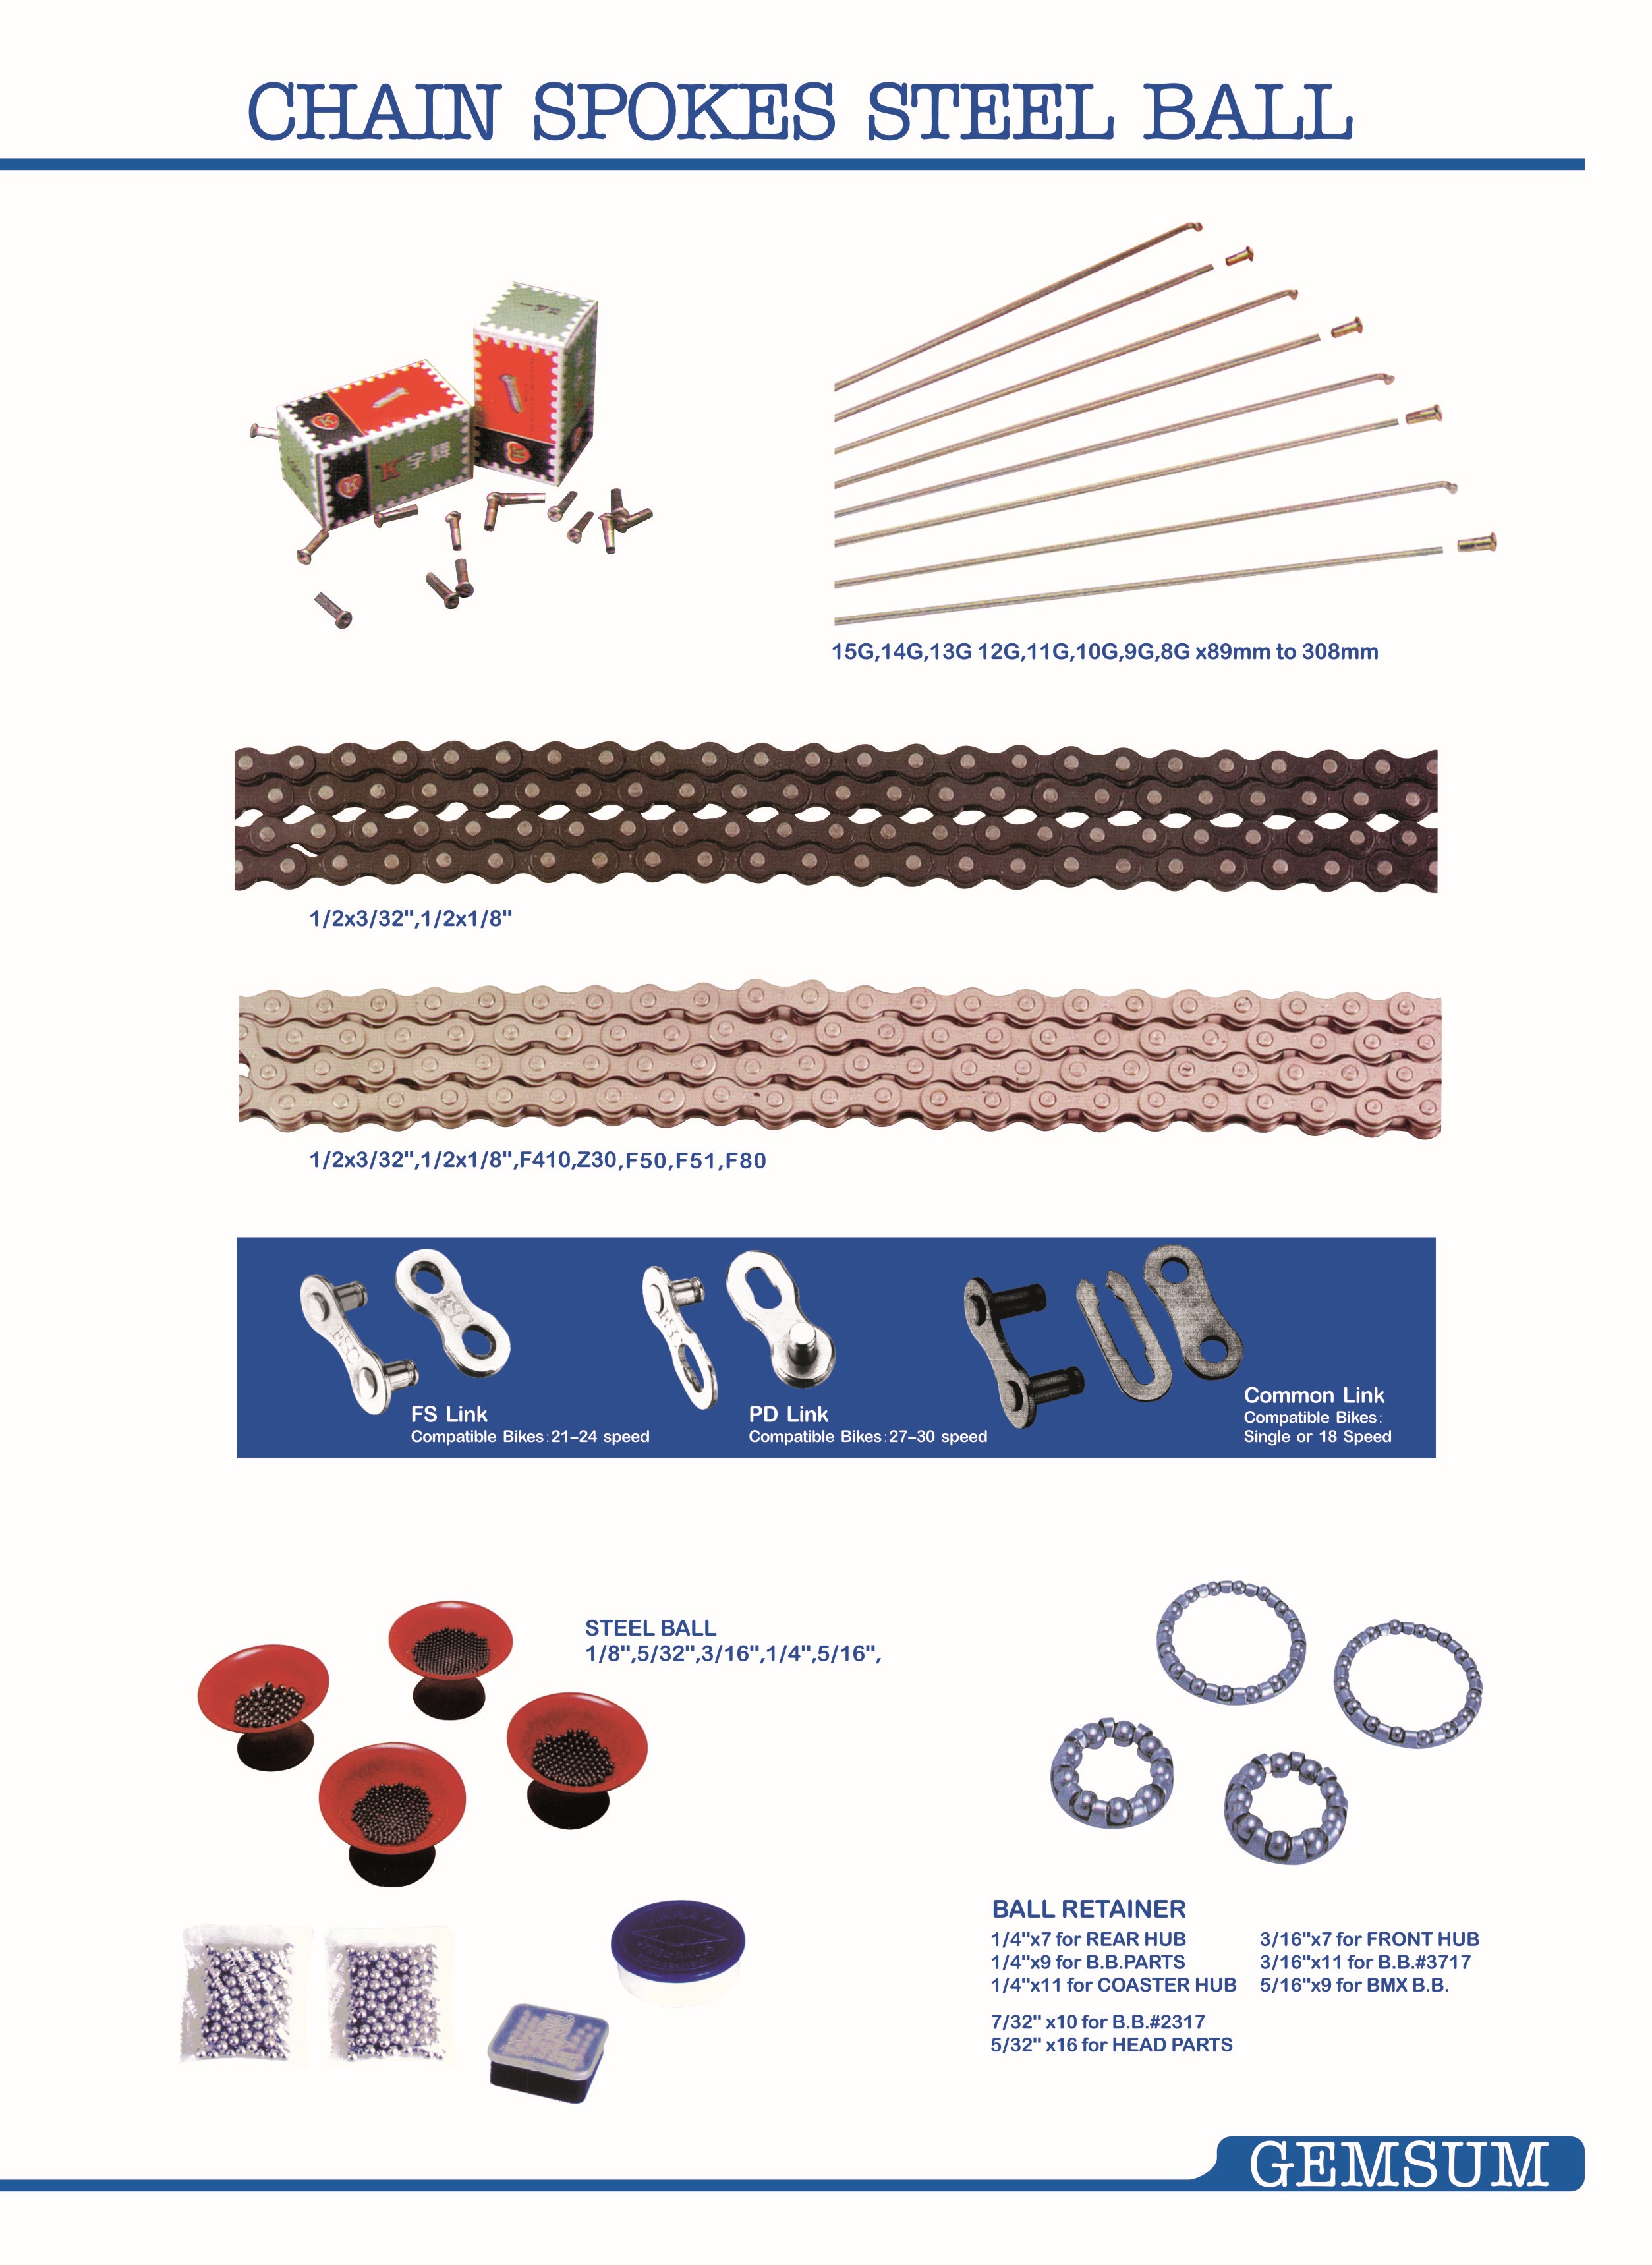 CHAIN SPOKES STEEL BALL
K字牌
K
K
15G,14G,13G 12G,11G,10G,9G,8G x89mm to 308mm
1/2x3/32",1/2x1/8"
1/2x3/32",1/2x1/8",F410,Z30,F50,F51,F80
FSC
KSC
FS Link
Compatible Bikes:21–24 speed
PD Link
Compatible Bikes:27–30 speed
Common Link
Compatible Bikes:
Single or 18 Speed
STEEL BALL
1/8",5/32",3/16",1/4",5/16",
BALL RETAINER
1/4"x7 for REAR HUB
1/4"x9 for B.B.PARTS
1/4"x11 for COASTER HUB
3/16"x7 for FRONT HUB
3/16"x11 for B.B.#3717
5/16"x9 for BMX B.B.
7/32" x10 for B.B.#2317
5/32" x16 for HEAD PARTS
GEMSUM